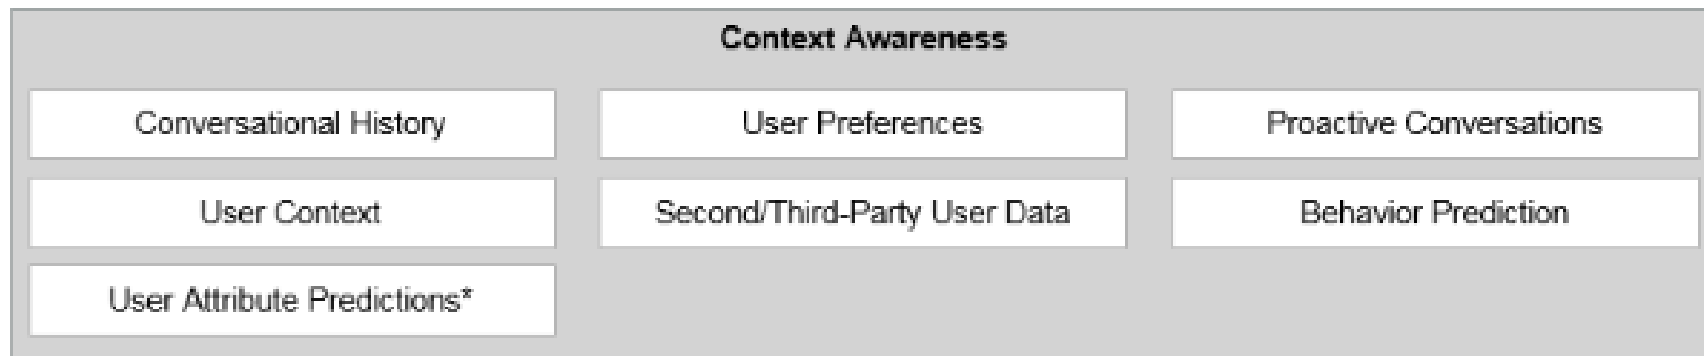 Context Awareness
Conversational History
User Preferences
Proactive Conversations
User Context
Second/Third-Party User Data
Behavior Prediction
User Attribute Predictions*